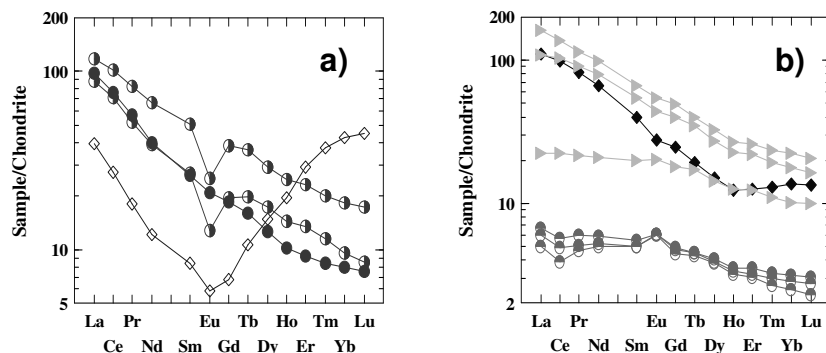 200
100
10
5
Sample/Chondrite
a)
La Pr Sm Eu Tb Ho Tm Lu
Ce Nd Gd Dy Er Yb
200
100
10
2
Sample/Chondrite
b)
La Pr Sm Eu Tb Ho Tm Lu
Ce Nd Gd Dy Er Yb